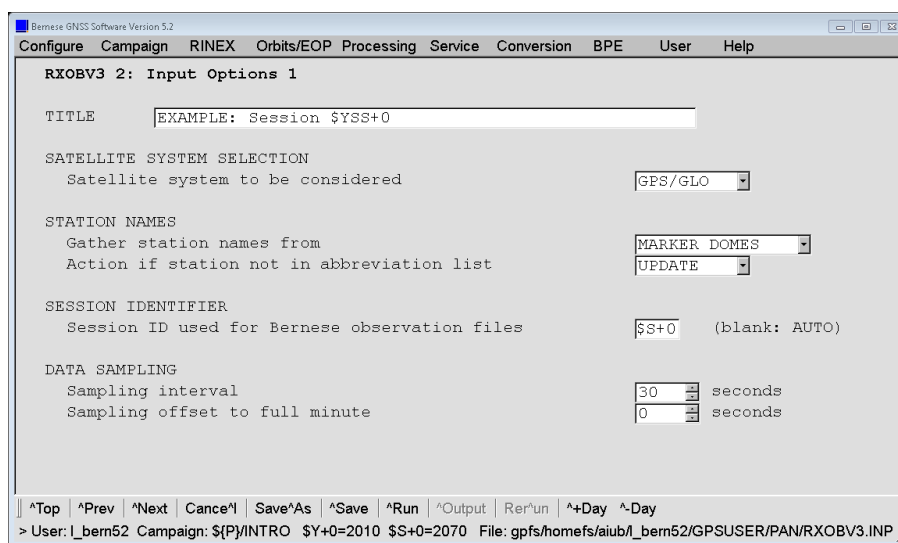 Bernese GNSS Software Version 5.2
Configure Campaign RINEX Orbits/EOP Processing Service Conversion BPE User Help
RXOBV3 2: Input Options 1
TITLE EXAMPLE: Session $YSS+0
SATELLITE SYSTEM SELECTION
Satellite system to be considered GPS/GLO
STATION NAMES
Gather station names from MARKER DOMES
Action if station not in abbreviation list UPDATE
SESSION IDENTIFIER
Session ID used for Bernese observation files $S+0 (blank: AUTO)
DATA SAMPLING
Sampling interval 30 seconds
Sampling offset to full minute 0 seconds
^Top ^Prev ^Next Cance^l Save^As ^Save ^Run ^Output Rer^un ^+Day ^-Day
> User: l_bern52 Campaign: ${P}/INTRO $Y+0=2010 $S+0=2070 File: gpfs/homefs/aiub/l_bern52/GPSUSER/PAN/RXOBV3.INP